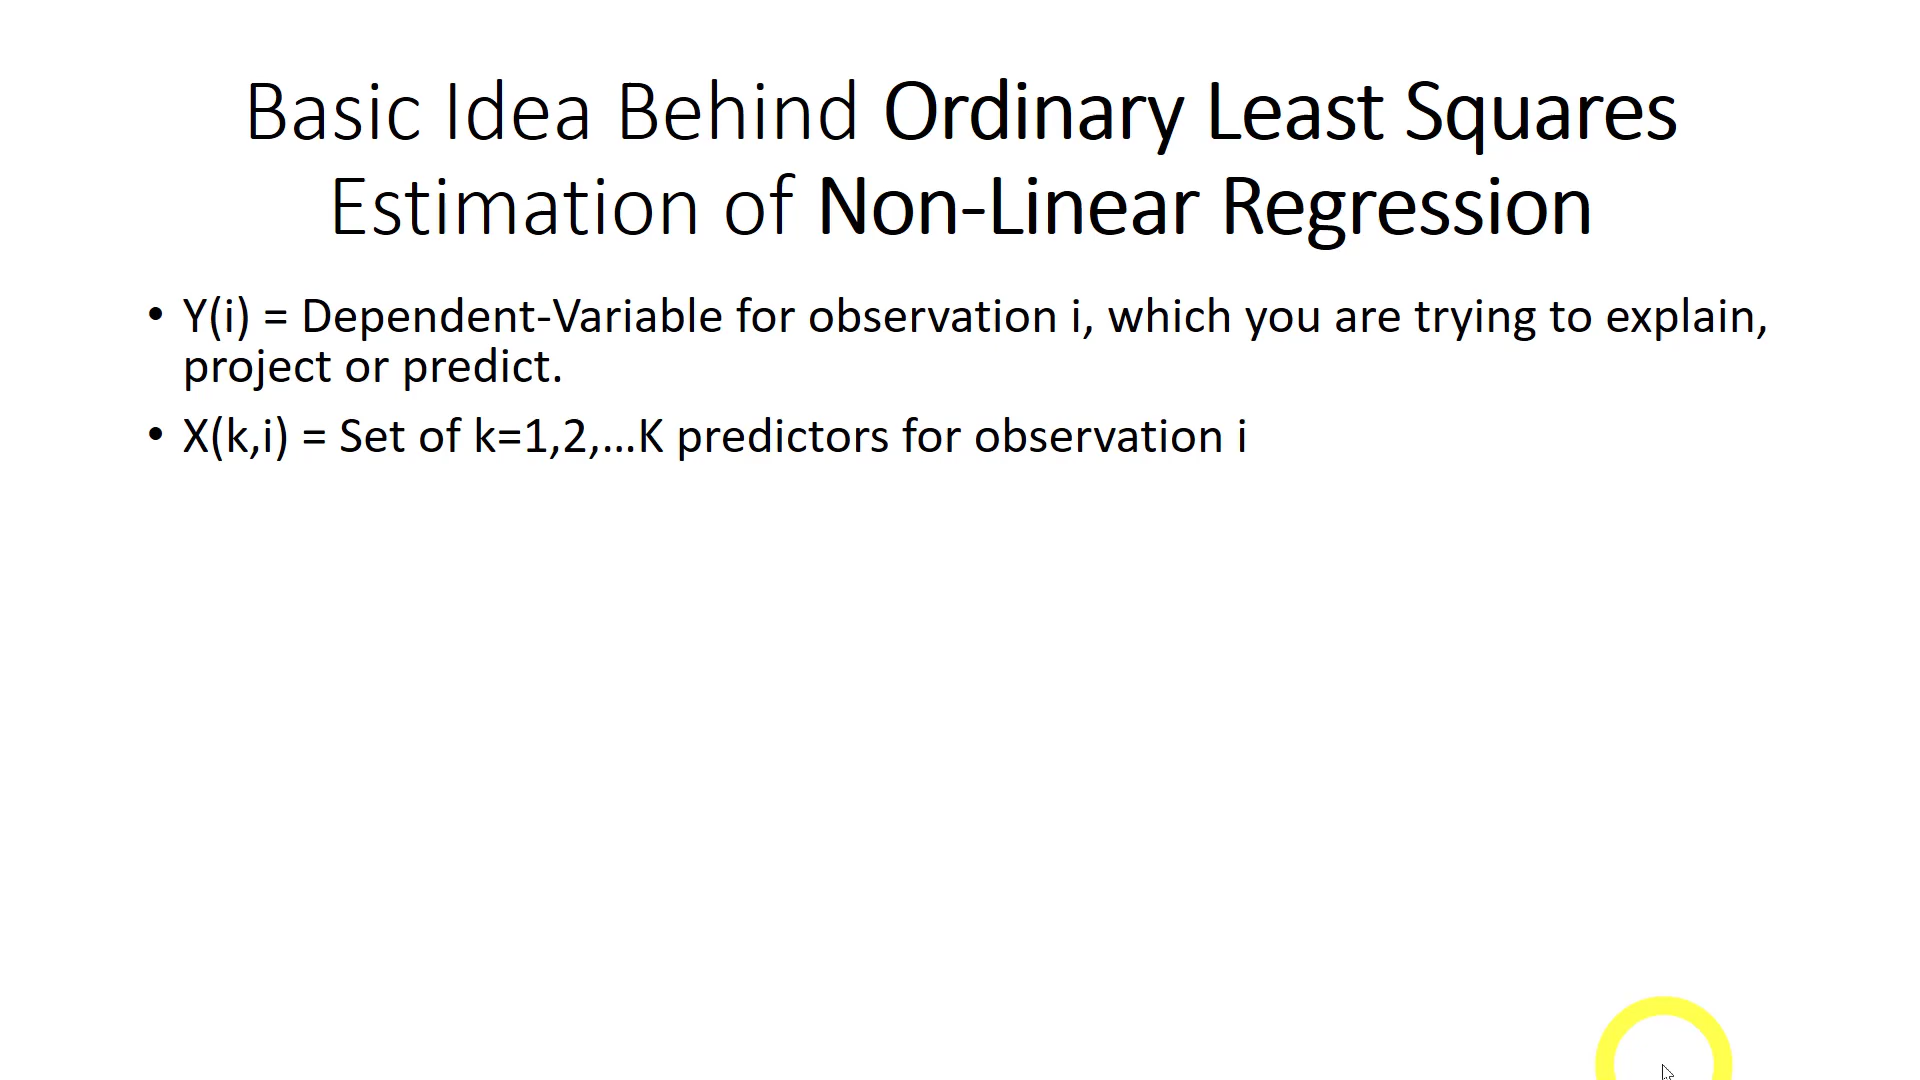 Basic Idea Behind Ordinary Least Squares
Estimation of Non-Linear Regression
• Y(i) = Dependent-Variable for observation i, which you are trying to explain,
project or predict.
• X(k,i) = Set of k=1,2,…K predictors for observation i